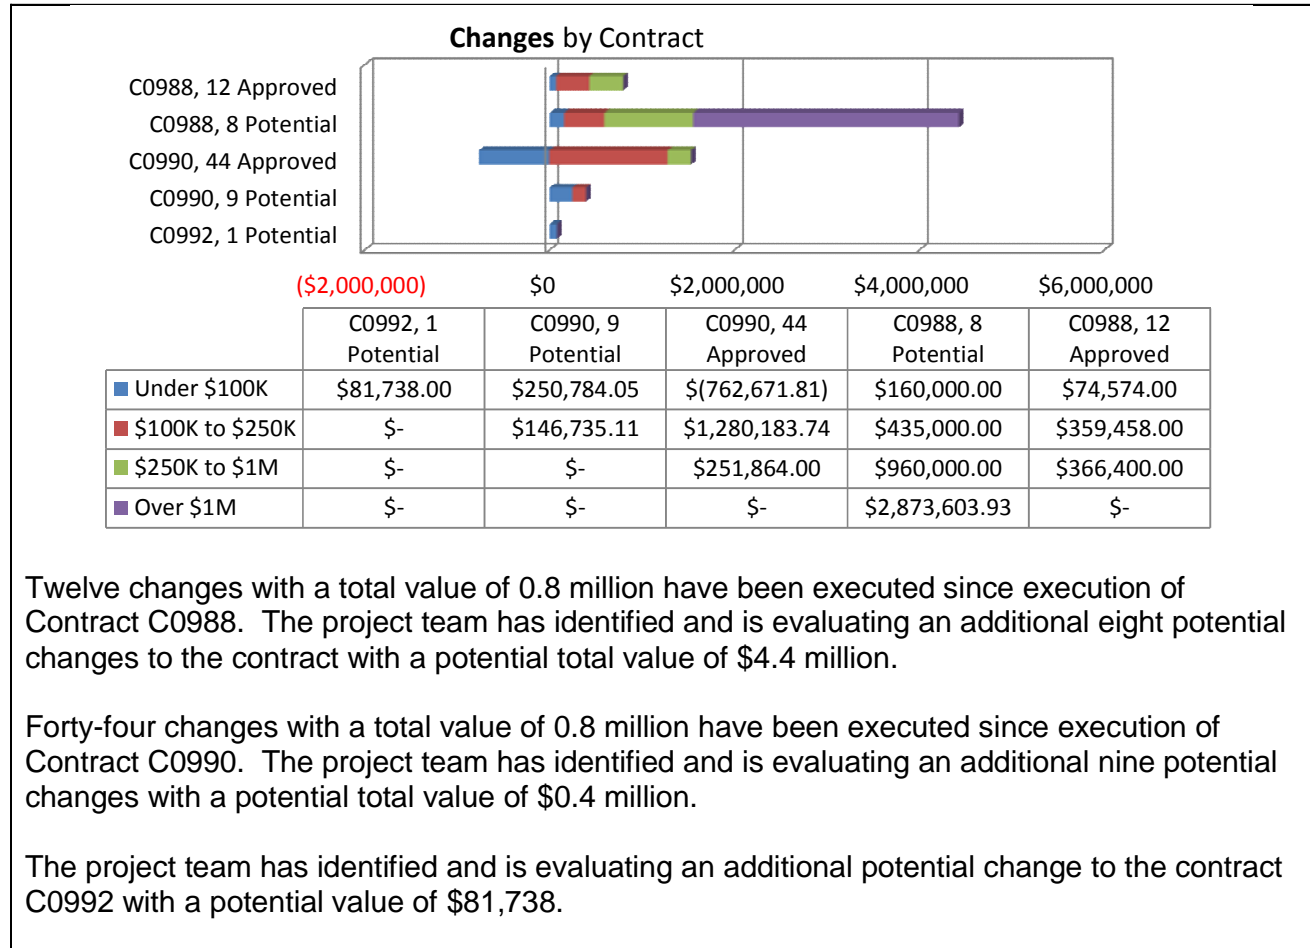 Changes by Contract
C0988, 12 Approved
C0988, 8 Potential
C0990, 44 Approved
C0990, 9 Potential
C0992, 1 Potential
($2,000,000) $0 $2,000,000 $4,000,000 $6,000,000
C0992, 1 C0990, 9 C0990, 44 C0988, 8 C0988, 12
Potential Potential Approved Potential Approved
Under $100K $81,738.00 $250,784.05 $(762,671.81) $160,000.00 $74,574.00
$100K to $250K $- $146,735.11 $1,280,183.74 $435,000.00 $359,458.00
$250K to $1M $- $- $251,864.00 $960,000.00 $366,400.00
Over $1M $- $- $- $2,873,603.93 $-
Twelve changes with a total value of 0.8 million have been executed since execution of
Contract C0988.  The project team has identified and is evaluating an additional eight potential
changes to the contract with a potential total value of $4.4 million.
Forty-four changes with a total value of 0.8 million have been executed since execution of
Contract C0990.  The project team has identified and is evaluating an additional nine potential
changes with a potential total value of $0.4 million.
The project team has identified and is evaluating an additional potential change to the contract
C0992 with a potential value of $81,738.